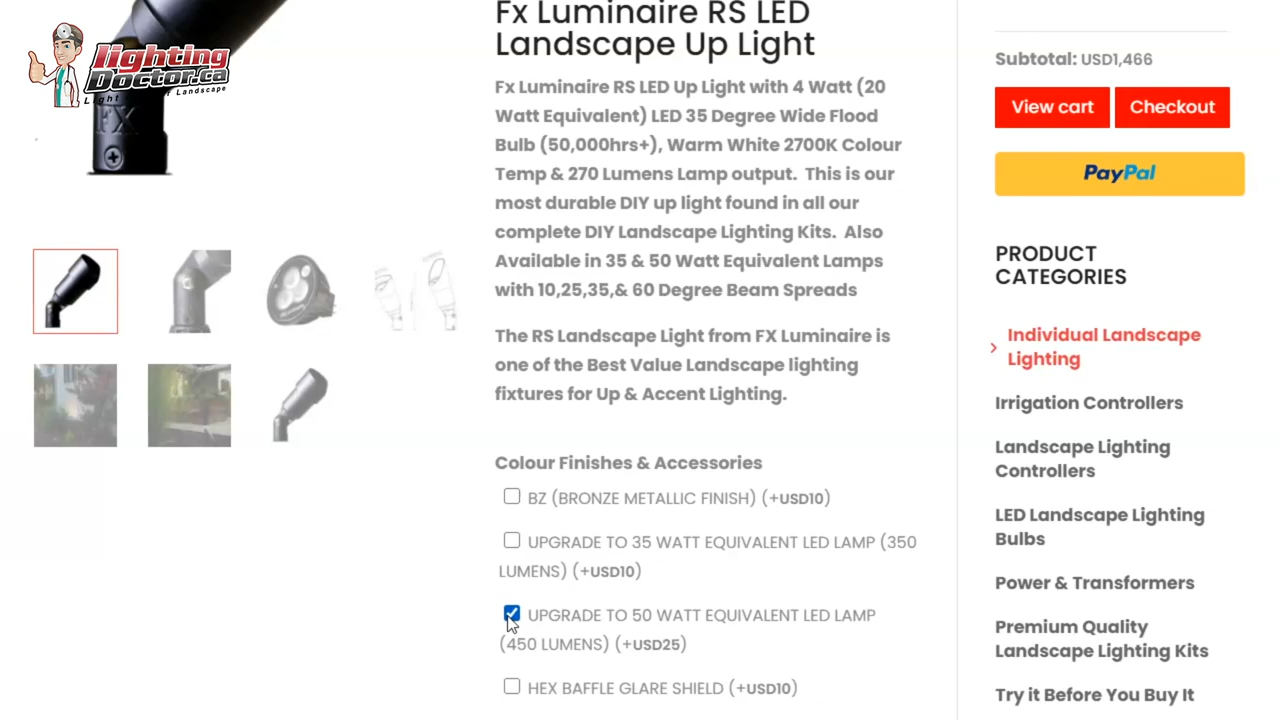 lighting
Doctor.ca
FX
Fx Luminaire RS LED
Landscape Up Light
Fx Luminaire RS LED Up Light with 4 Watt (20
Watt Equivalent) LED 35 Degree Wide Flood
Bulb (50,000hrs+), Warm White 2700K Colour
Temp & 270 Lumens Lamp output.  This is our
most durable DIY up light found in all our
complete DIY Landscape Lighting Kits.  Also
Available in 35 & 50 Watt Equivalent Lamps
with 10,25,35,& 60 Degree Beam Spreads
The RS Landscape Light from FX Luminaire is
one of the Best Value Landscape lighting
fixtures for Up & Accent Lighting.
Colour Finishes & Accessories
BZ (BRONZE METALLIC FINISH) (+USD10)
UPGRADE TO 35 WATT EQUIVALENT LED LAMP (350
LUMENS) (+USD10)
UPGRADE TO 50 WATT EQUIVALENT LED LAMP
(450 LUMENS) (+USD25)
HEX BAFFLE GLARE SHIELD (+USD10)
Subtotal: USD1,466
View cart Checkout
PayPal
PRODUCT
CATEGORIES
Individual Landscape
Lighting
Irrigation Controllers
Landscape Lighting
Controllers
LED Landscape Lighting
Bulbs
Power & Transformers
Premium Quality
Landscape Lighting Kits
Try it Before You Buy It